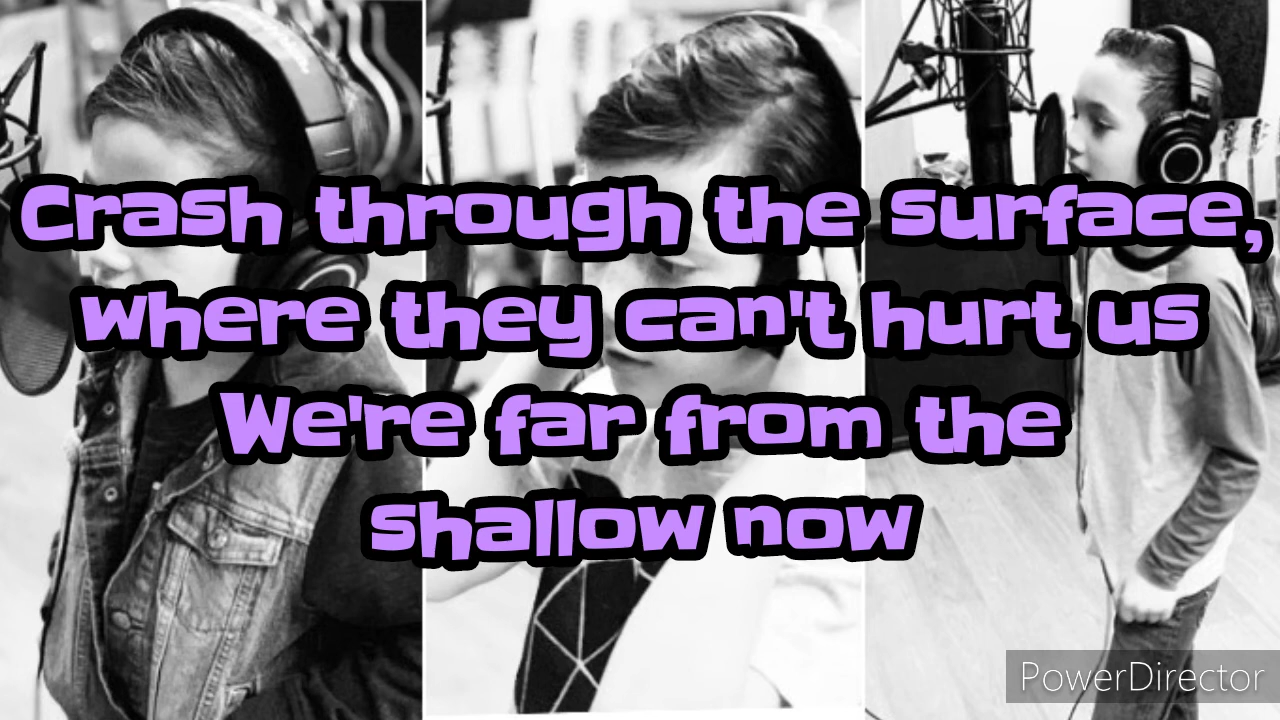 Crash through the surface,
where they can't hurt us
We're far from the
shallow now
PowerDirector